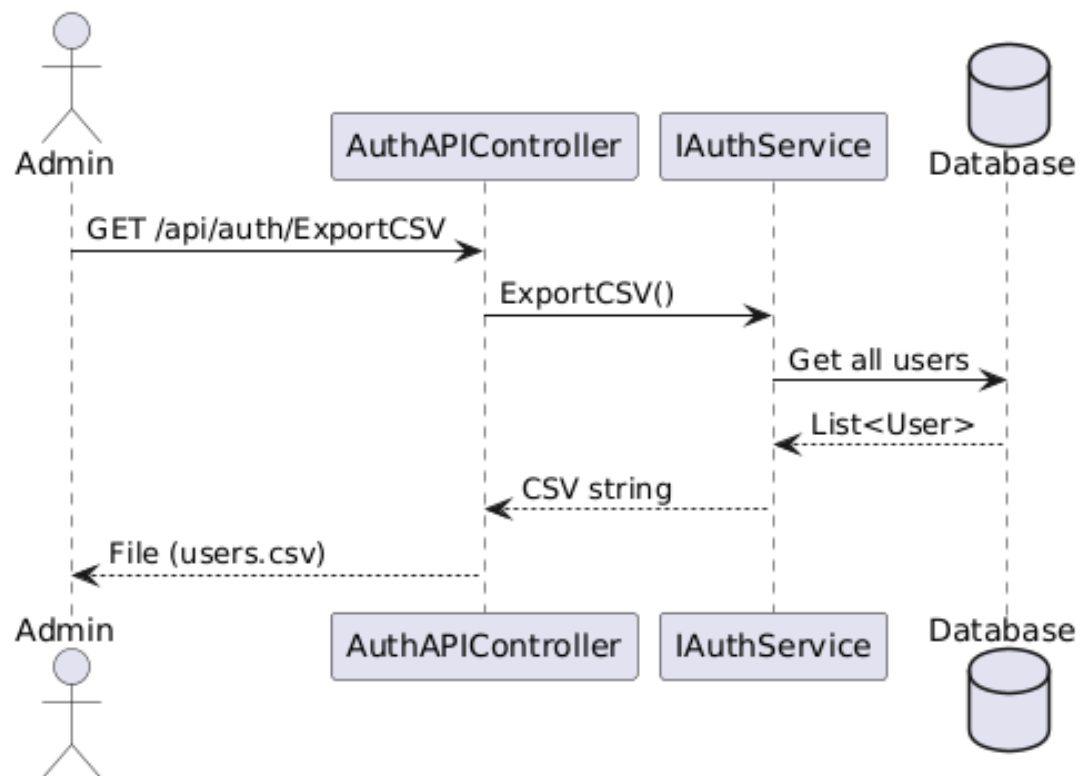 Admin
AuthAPIController
IAuthService
Database
GET /api/auth/ExportCSV
ExportCSV()
Get all users
List<User>
CSV string
File (users.csv)
Admin
AuthAPIController
IAuthService
Database